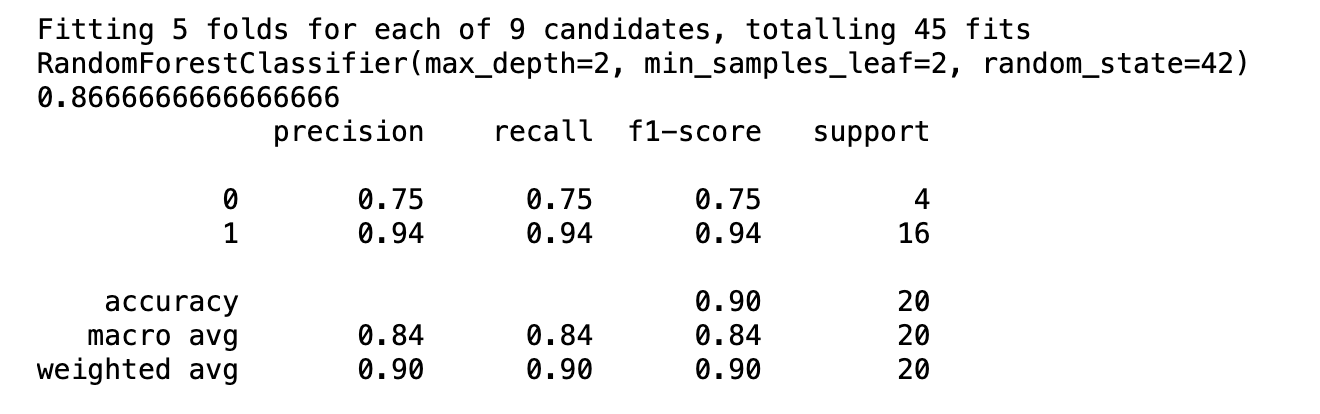 Fitting 5 folds for each of 9 candidates, totalling 45 fits
RandomForestClassifier(max_depth=2, min_samples_leaf=2, random_state=42)
0.8666666666666666
              precision    recall  f1-score   support

           0       0.75      0.75      0.75         4
           1       0.94      0.94      0.94        16

    accuracy                           0.90        20
   macro avg       0.84      0.84      0.84        20
weighted avg       0.90      0.90      0.90        20